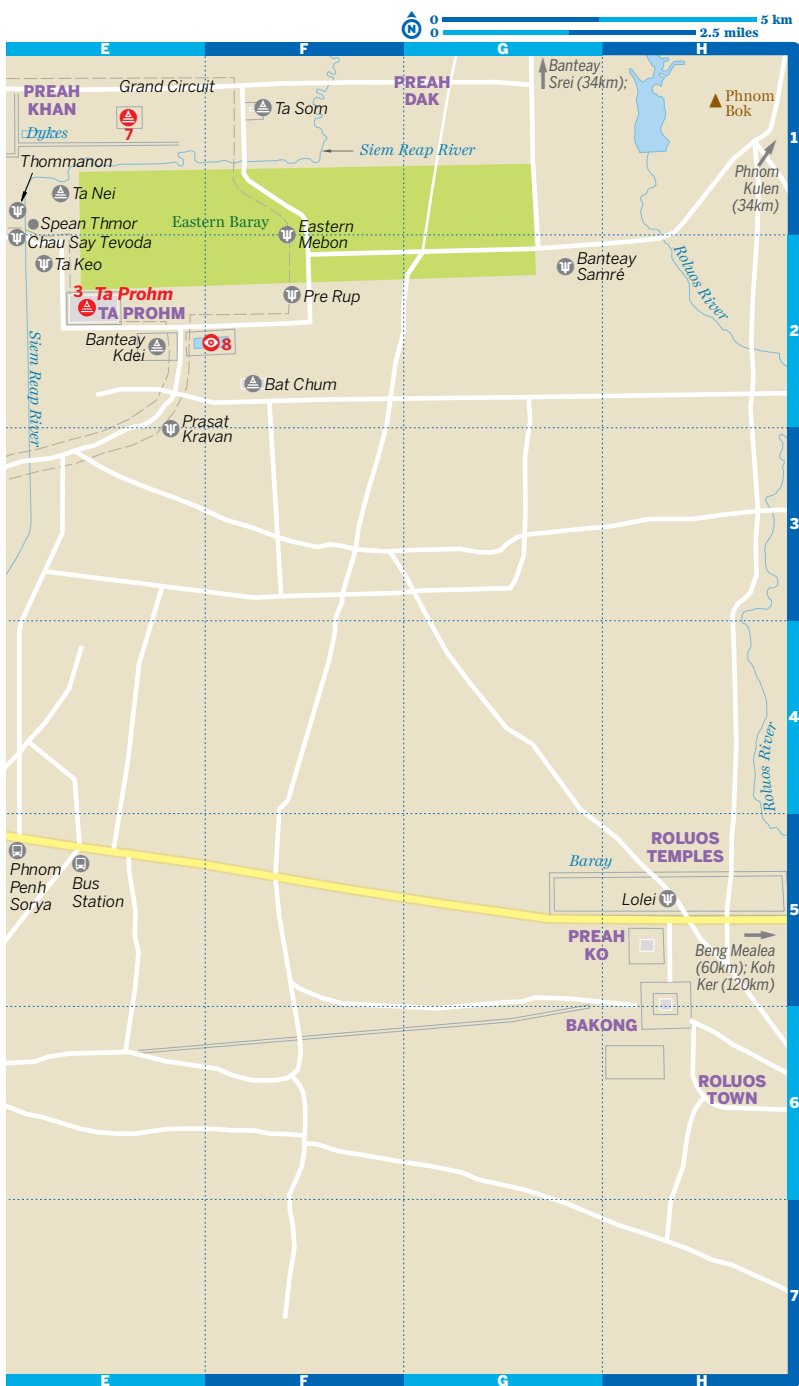 N
0 5 km
0 2.5 miles
E F G H
PREAH
KHAN
Grand Circuit
PREAH
DAK
Banteay
Srei (34km);
Phnom
Bok
Ta Som
7
Dykes
1
Siem Reap River
Thommanon
Phnom
Kulen
(34km)
Ta Nei
Spean Thmor
Eastern Baray
Eastern
Mebon
Chau Say Tevoda
Ta Keo
Banteay
Samré
Roluos River
3 Ta Prohm
TA PROHM
Pre Rup
2
Banteay
Kdei
8
Siem Reap River
Bat Chum
Prasat
Kravan
3
4
Roluos River
ROLUOS
TEMPLES
Baray
Phnom
Penh
Sorya
Bus
Station
Lolei
5
PREAH
KO
Beng Mealea
(60km); Koh
Ker (120km)
BAKONG
ROLUOS
TOWN
6
7
E F G H